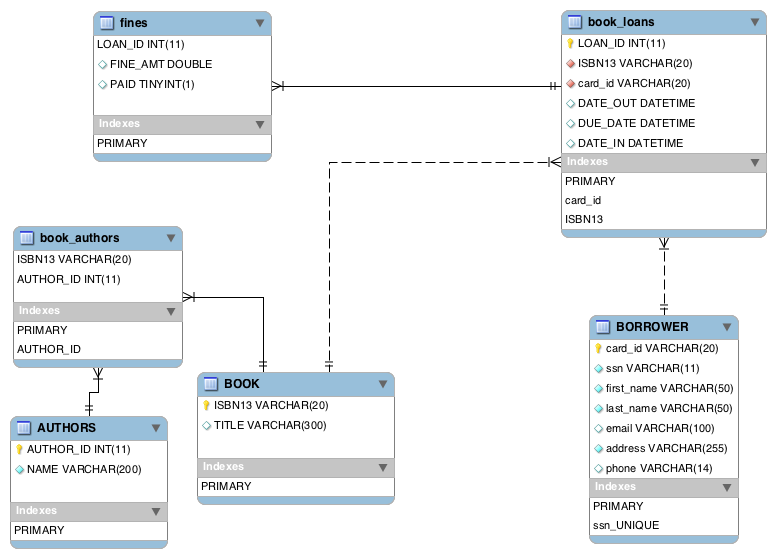 fines
LOAN_ID INT(11)
FINE_AMT DOUBLE
PAID TINYINT(1)
Indexes
PRIMARY
book_loans
LOAN_ID INT(11)
ISBN13 VARCHAR(20)
card_id VARCHAR(20)
DATE_OUT DATETIME
DUE_DATE DATETIME
DATE_IN DATETIME
Indexes
PRIMARY
card_id
ISBN13
book_authors
ISBN13 VARCHAR(20)
AUTHOR_ID INT(11)
Indexes
PRIMARY
AUTHOR_ID
BOOK
ISBN13 VARCHAR(20)
TITLE VARCHAR(300)
Indexes
PRIMARY
BORROWER
card_id VARCHAR(20)
ssn VARCHAR(11)
first_name VARCHAR(50)
last_name VARCHAR(50)
email VARCHAR(100)
address VARCHAR(255)
phone VARCHAR(14)
Indexes
PRIMARY
ssn_UNIQUE
AUTHORS
AUTHOR_ID INT(11)
NAME VARCHAR(200)
Indexes
PRIMARY